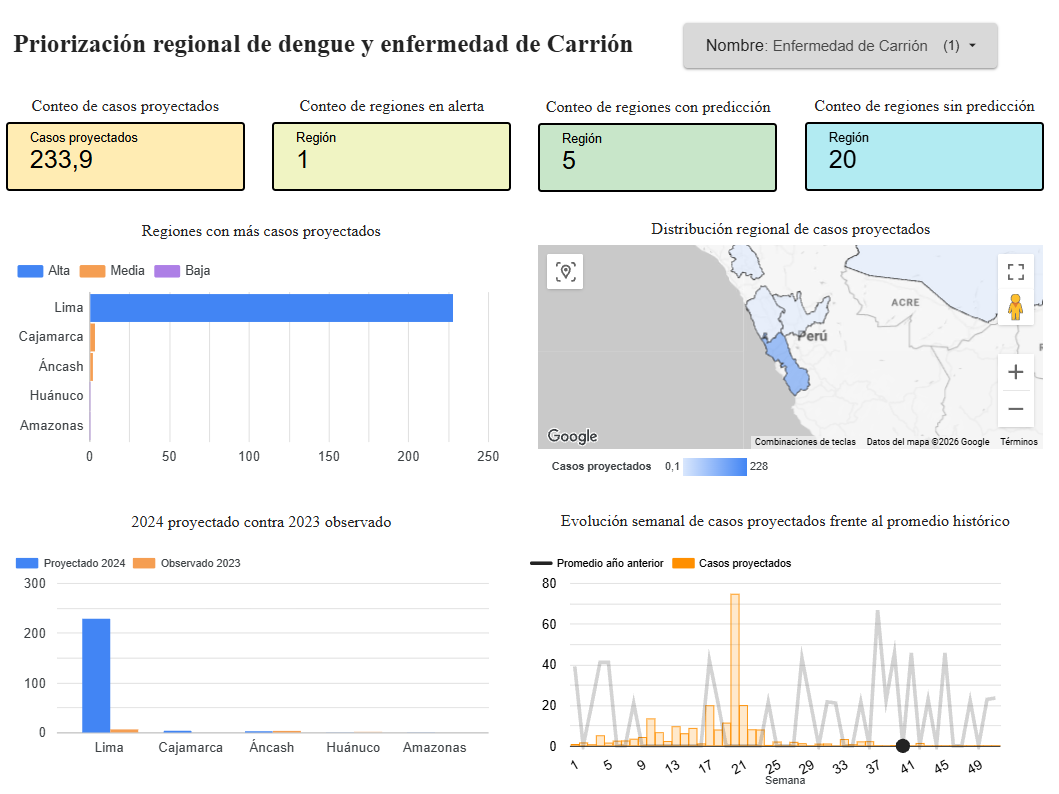 Priorización regional de dengue y enfermedad de Carrión
Nombre: Enfermedad de Carrión (1)
Conteo de casos proyectados
Casos proyectados
233,9
Conteo de regiones en alerta
Región
1
Conteo de regiones con predicción
Región
5
Conteo de regiones sin predicción
Región
20
Regiones con más casos proyectados
Alta Media Baja
Lima
Cajamarca
Áncash
Huánuco
Amazonas
0 50 100 150 200 250
Distribución regional de casos proyectados
ACRE
Perú
Google
Combinaciones de teclas Datos del mapa ©2026 Google Términos
Casos proyectados 0,1 228
2024 proyectado contra 2023 observado
Proyectado 2024 Observado 2023
300
200
100
0
Lima Cajamarca Áncash Huánuco Amazonas
Evolución semanal de casos proyectados frente al promedio histórico
Promedio año anterior Casos proyectados
80
60
40
20
0
1 5 9 13 17 21 25 29 33 37 41 45 49
Semana